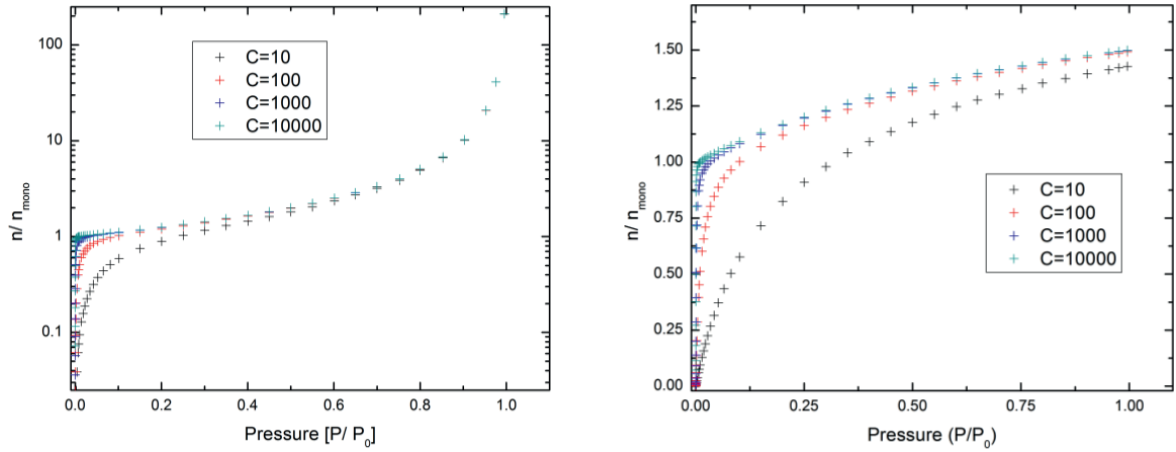 n/ n_mono
100
10
1
0.1
C=10
C=100
C=1000
C=10000
0.0 0.2 0.4 0.6 0.8 1.0
Pressure [P/ P₀]
n/ n_mono
1.50
1.25
1.00
0.75
0.50
0.25
0.00
C=10
C=100
C=1000
C=10000
0.00 0.25 0.50 0.75 1.00
Pressure (P/P₀)